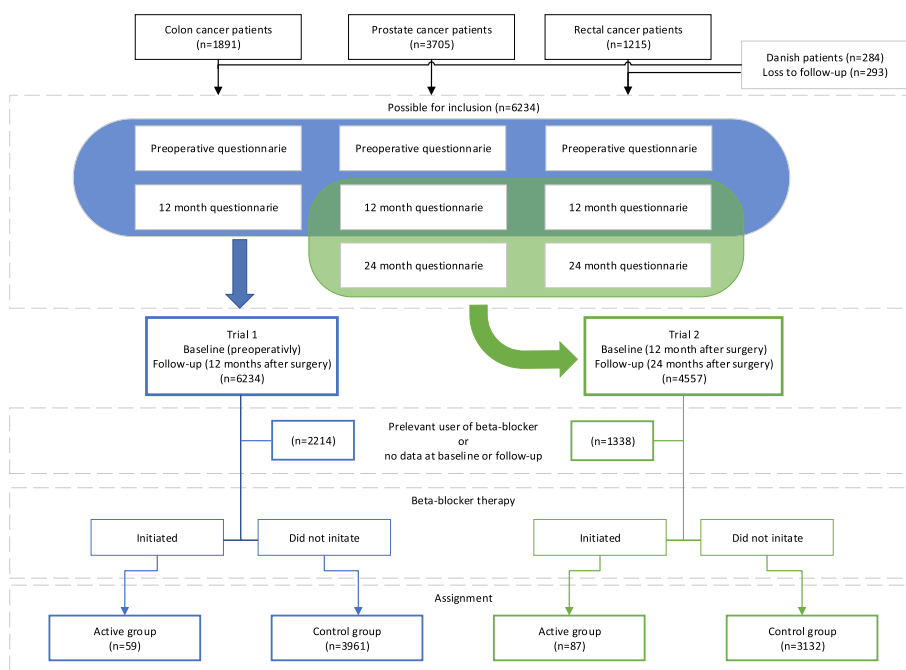 Colon cancer patients
(n=1891)
Prostate cancer patients
(n=3705)
Rectal cancer patients
(n=1215)
Danish patients (n=284)
Loss to follow-up (n=293)
Possible for inclusion (n=6234)
Preoperative questionnarie
Preoperative questionnarie
Preoperative questionnarie
12 month questionnarie
12 month questionnarie
12 month questionnarie
24 month questionnarie
24 month questionnarie
Trial 1
Baseline (preoperativly)
Follow-up (12 months after surgery)
(n=6234)
Trial 2
Baseline (12 month after surgery)
Follow-up (24 months after surgery)
(n=4557)
(n=2214)
Prelevant user of beta-blocker
or
no data at baseline or follow-up
(n=1338)
Beta-blocker therapy
Initiated
Did not initate
Initiated
Did not initate
Assignment
Active group
(n=59)
Control group
(n=3961)
Active group
(n=87)
Control group
(n=3132)